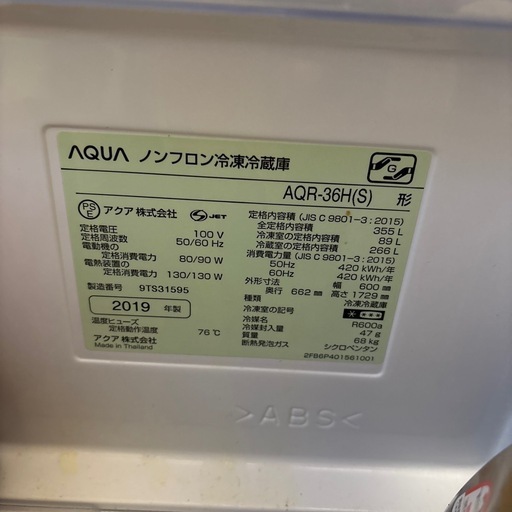 AQUA ノンフロン冷凍冷蔵庫
AQR-36H(S) 形
PSE アクア株式会社 S-JET
定格電圧 100 V
定格周波数 50/60 Hz
電動機の
定格消費電力 80/90 W
電熱装置の
定格消費電力 130/130 W
製造番号 9TS31595
2019 年製
温度ヒューズ
定格動作温度 76℃
アクア株式会社
Made in Thailand
定格内容積 (JIS C 9801-3:2015)
全定格内容積 355 L
冷凍室の定格内容積 89 L
冷蔵室の定格内容積 266 L
消費電力量 (JIS C 9801-3:2015)
50Hz 420 kWh/年
60Hz 420 kWh/年
外形寸法 幅 600 mm
奥行 662 mm 高さ 1729 mm
種類 冷凍冷蔵庫
冷凍室の記号
冷媒名 R600a
冷媒封入量 47 g
質量 68 kg
断熱発泡ガス シクロペンタン
2FB6P401561001
>ABS<